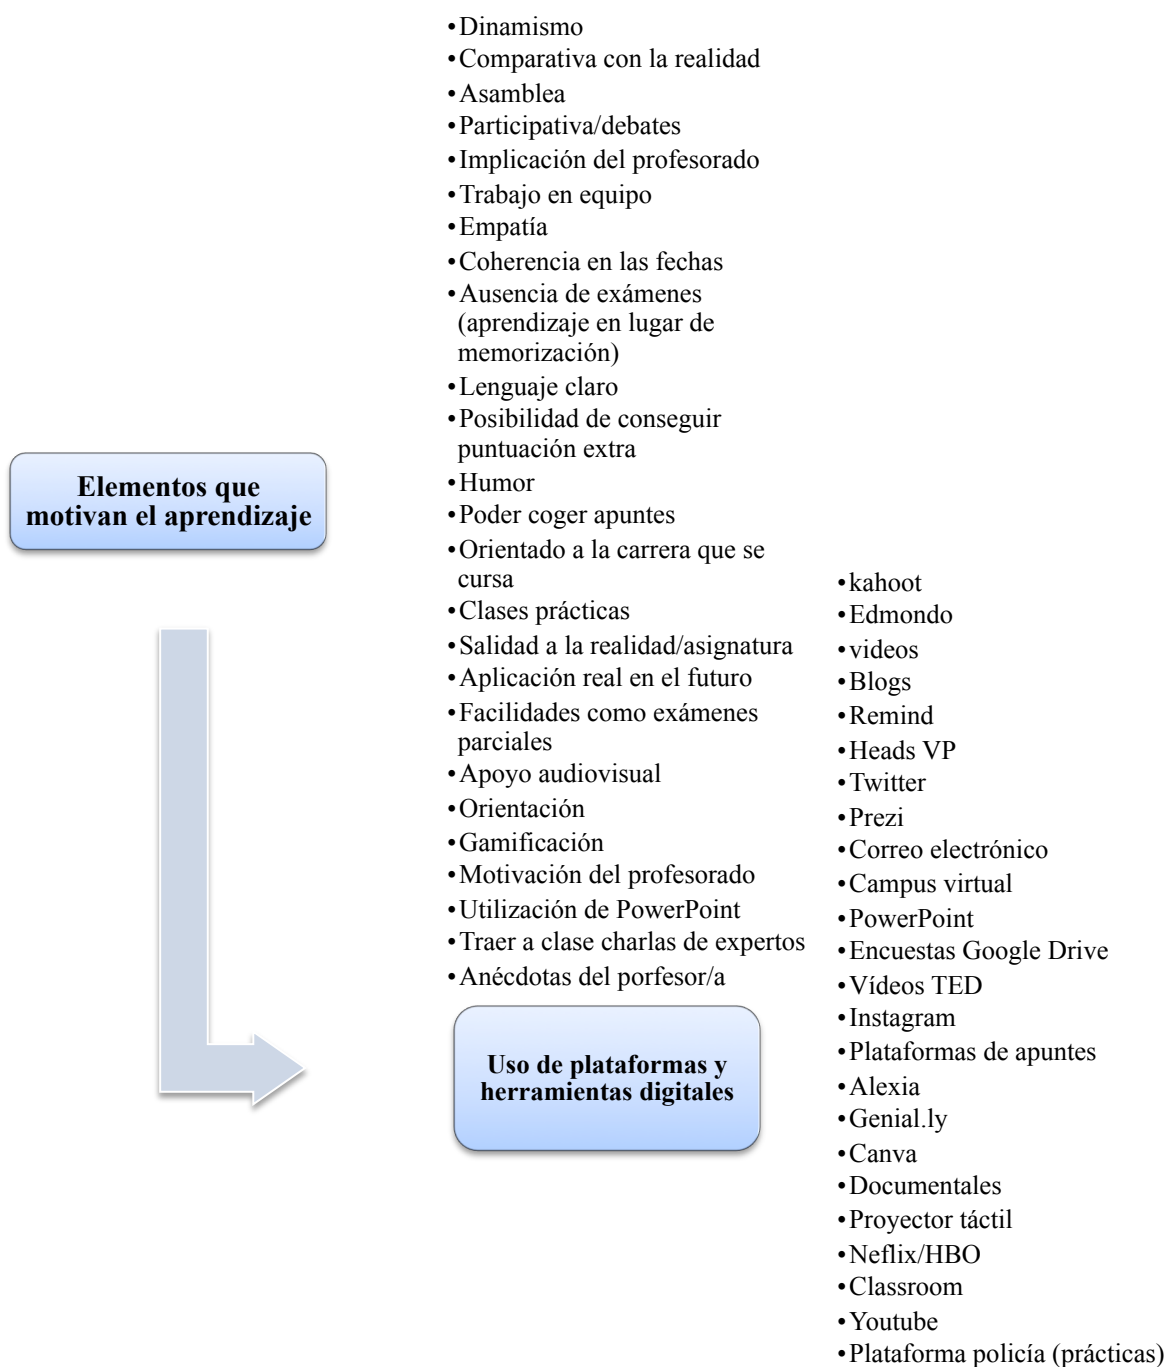 •Dinamismo
•Comparativa con la realidad
•Asamblea
•Participativa/debates
•Implicación del profesorado
•Trabajo en equipo
•Empatía
•Coherencia en las fechas
•Ausencia de exámenes
(aprendizaje en lugar de
memorización)
•Lenguaje claro
•Posibilidad de conseguir
puntuación extra
•Humor
•Poder coger apuntes
•Orientado a la carrera que se
cursa
•Clases prácticas
•Salidad a la realidad/asignatura
•Aplicación real en el futuro
•Facilidades como exámenes
parciales
•Apoyo audiovisual
•Orientación
•Gamificación
•Motivación del profesorado
•Utilización de PowerPoint
•Traer a clase charlas de expertos
•Anécdotas del porfesor/a
Elementos que
motivan el aprendizaje
Uso de plataformas y
herramientas digitales
•kahoot
•Edmondo
•videos
•Blogs
•Remind
•Heads VP
•Twitter
•Prezi
•Correo electrónico
•Campus virtual
•PowerPoint
•Encuestas Google Drive
•Vídeos TED
•Instagram
•Plataformas de apuntes
•Alexia
•Genial.ly
•Canva
•Documentales
•Proyector táctil
•Neflix/HBO
•Classroom
•Youtube
•Plataforma policía (prácticas)